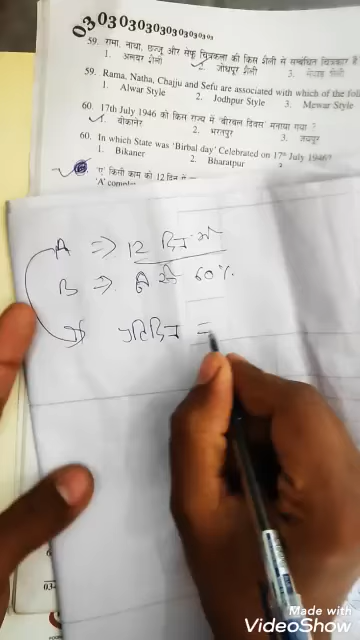 030303030303030303
59. रामा, नाथा, छज्जू और सेफू चित्रकला की किस शैली से सम्बंधित चित्रकार हैं
1. अलवर शैली 2. जोधपुर शैली 3. मेवाड़ शैली
59. Rama, Natha, Chajju and Sefu are associated with which of the foll
1. Alwar Style 2. Jodhpur Style 3. Mewar Style
60. 17th July 1946 को किस राज्य में 'बीरबल दिवस' मनाया गया ?
1. बीकानेर 2. भरतपुर 3. जयपुर
60. In which State was 'Birbal day' Celebrated on 17th July 1946?
1. Bikaner 2. Bharatpur
'ए' किसी काम को 12 दिन में
'A'
A ⇒ 12 दिन में
B ⇒ 60%
प्रतिदिन =
Made with
VideoShow